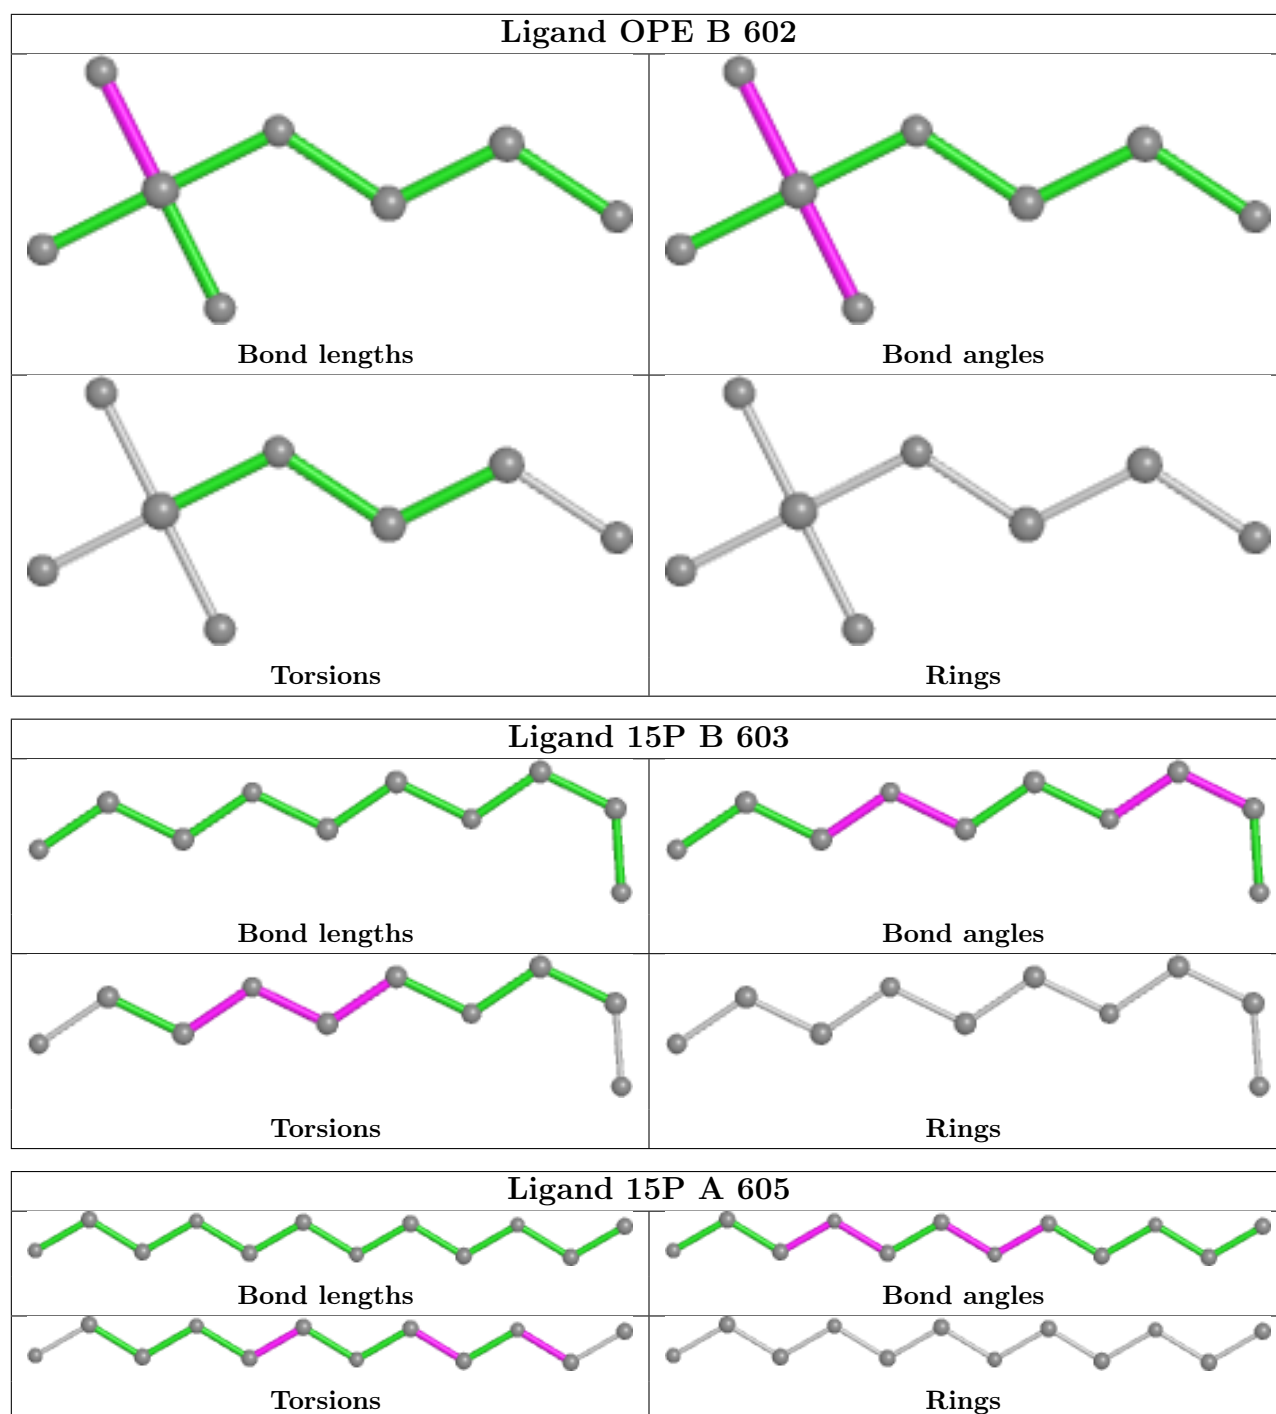 Ligand OPE B 602
Bond lengths
Bond angles
Torsions
Rings
Ligand 15P B 603
Bond lengths
Bond angles
Torsions
Rings
Ligand 15P A 605
Bond lengths
Bond angles
Torsions
Rings